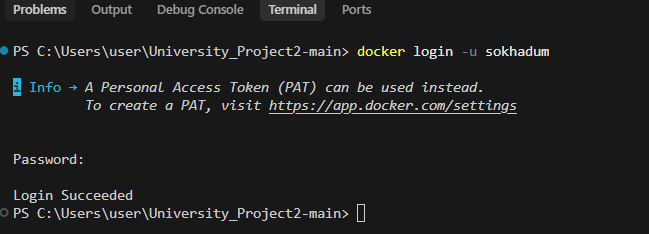 Problems Output Debug Console Terminal Ports
PS C:\Users\user\University_Project2-main> docker login -u sokhadum
i Info → A Personal Access Token (PAT) can be used instead.
To create a PAT, visit https://app.docker.com/settings
Password:
Login Succeeded
PS C:\Users\user\University_Project2-main>